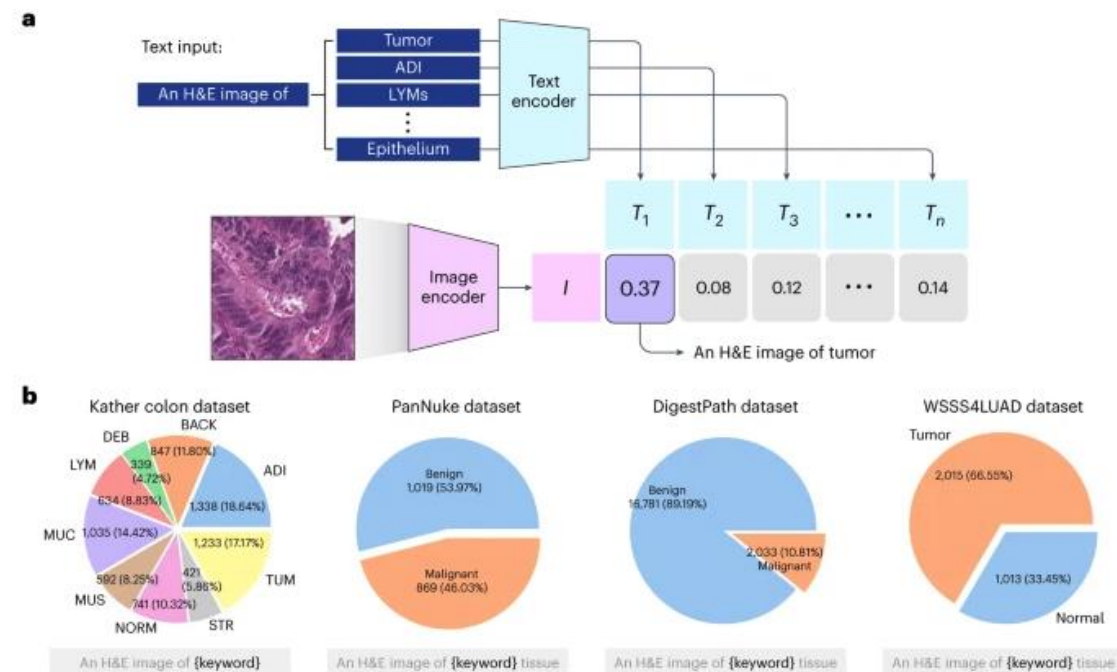 a
Text input:
An H&E image of
Tumor
ADI
LYMs
⋮
Epithelium
Text
encoder
T1 T2 T3 ... Tn
Image
encoder
I 0.37 0.08 0.12 ... 0.14
An H&E image of tumor
b
Kather colon dataset
BACK
847 (11.80%)
DEB
339
(4.72%)
ADI
1,338 (18.64%)
LYM
634 (8.83%)
MUC
1,035 (14.42%)
1,233 (17.17%)
TUM
592 (8.25%)
MUS
421
(5.86%)
741 (10.32%)
NORM
STR
An H&E image of {keyword}
PanNuke dataset
Benign
1,019 (53.97%)
Malignant
869 (46.03%)
An H&E image of {keyword} tissue
DigestPath dataset
Benign
16,781 (89.19%)
2,033 (10.81%)
Malignant
An H&E image of {keyword} tissue
WSSS4LUAD dataset
Tumor
2,015 (66.55%)
1,013 (33.45%)
Normal
An H&E image of {keyword} tissue